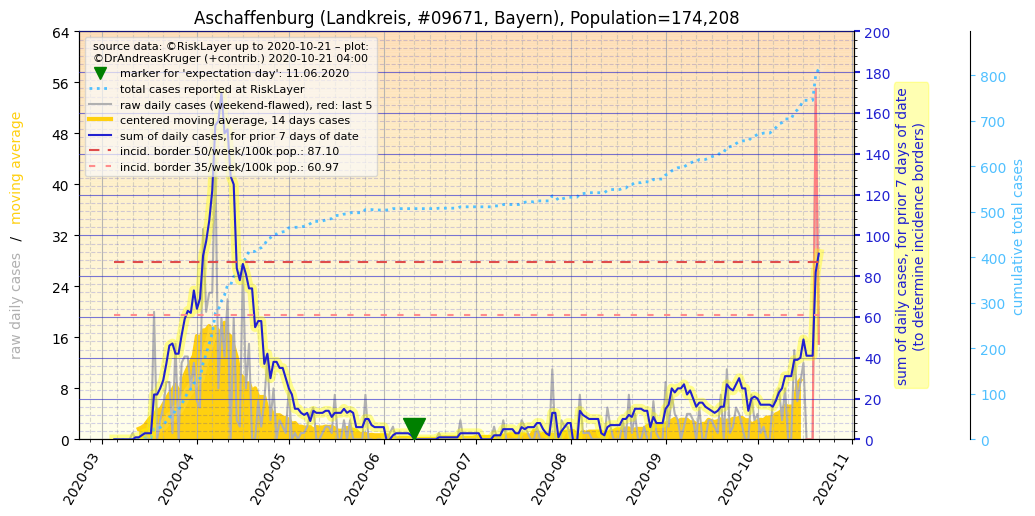 Aschaffenburg (Landkreis, #09671, Bayern), Population=174,208
source data: ©RiskLayer up to 2020-10-21 – plot:
©DrAndreasKruger (+contrib.) 2020-10-21 04:00
marker for 'expectation day': 11.06.2020
total cases reported at RiskLayer
raw daily cases (weekend-flawed), red: last 5
centered moving average, 14 days cases
sum of daily cases, for prior 7 days of date
incid. border 50/week/100k pop.: 87.10
incid. border 35/week/100k pop.: 60.97
raw daily cases / moving average
64
56
48
40
32
24
16
8
0
200
180
160
140
120
100
80
60
40
20
0
sum of daily cases, for prior 7 days of date
(to determine incidence borders)
800
700
600
500
400
300
200
100
0
cumulative total cases
2020-03
2020-04
2020-05
2020-06
2020-07
2020-08
2020-09
2020-10
2020-11